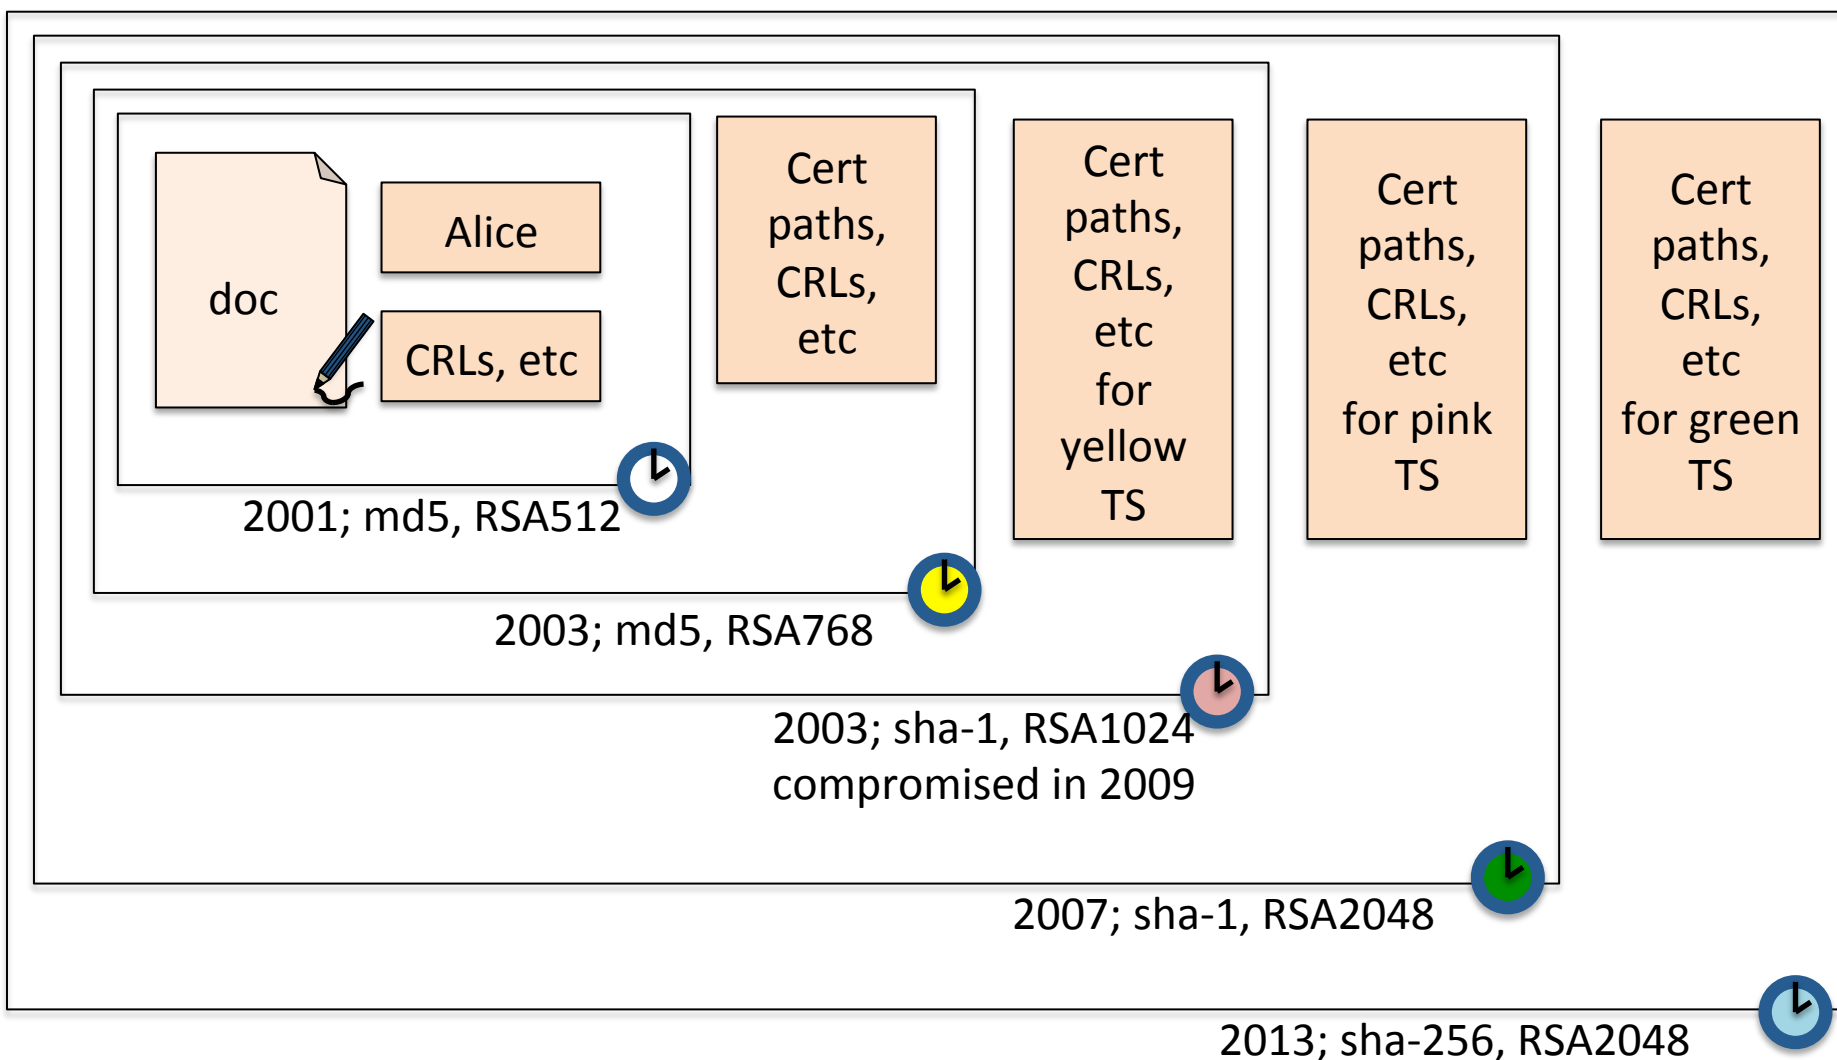 doc
Alice
CRLs, etc
2001; md5, RSA512
Cert
paths,
CRLs,
etc
2003; md5, RSA768
Cert
paths,
CRLs,
etc
for
yellow
TS
2003; sha-1, RSA1024
compromised in 2009
Cert
paths,
CRLs,
etc
for pink
TS
2007; sha-1, RSA2048
Cert
paths,
CRLs,
etc
for green
TS
2013; sha-256, RSA2048